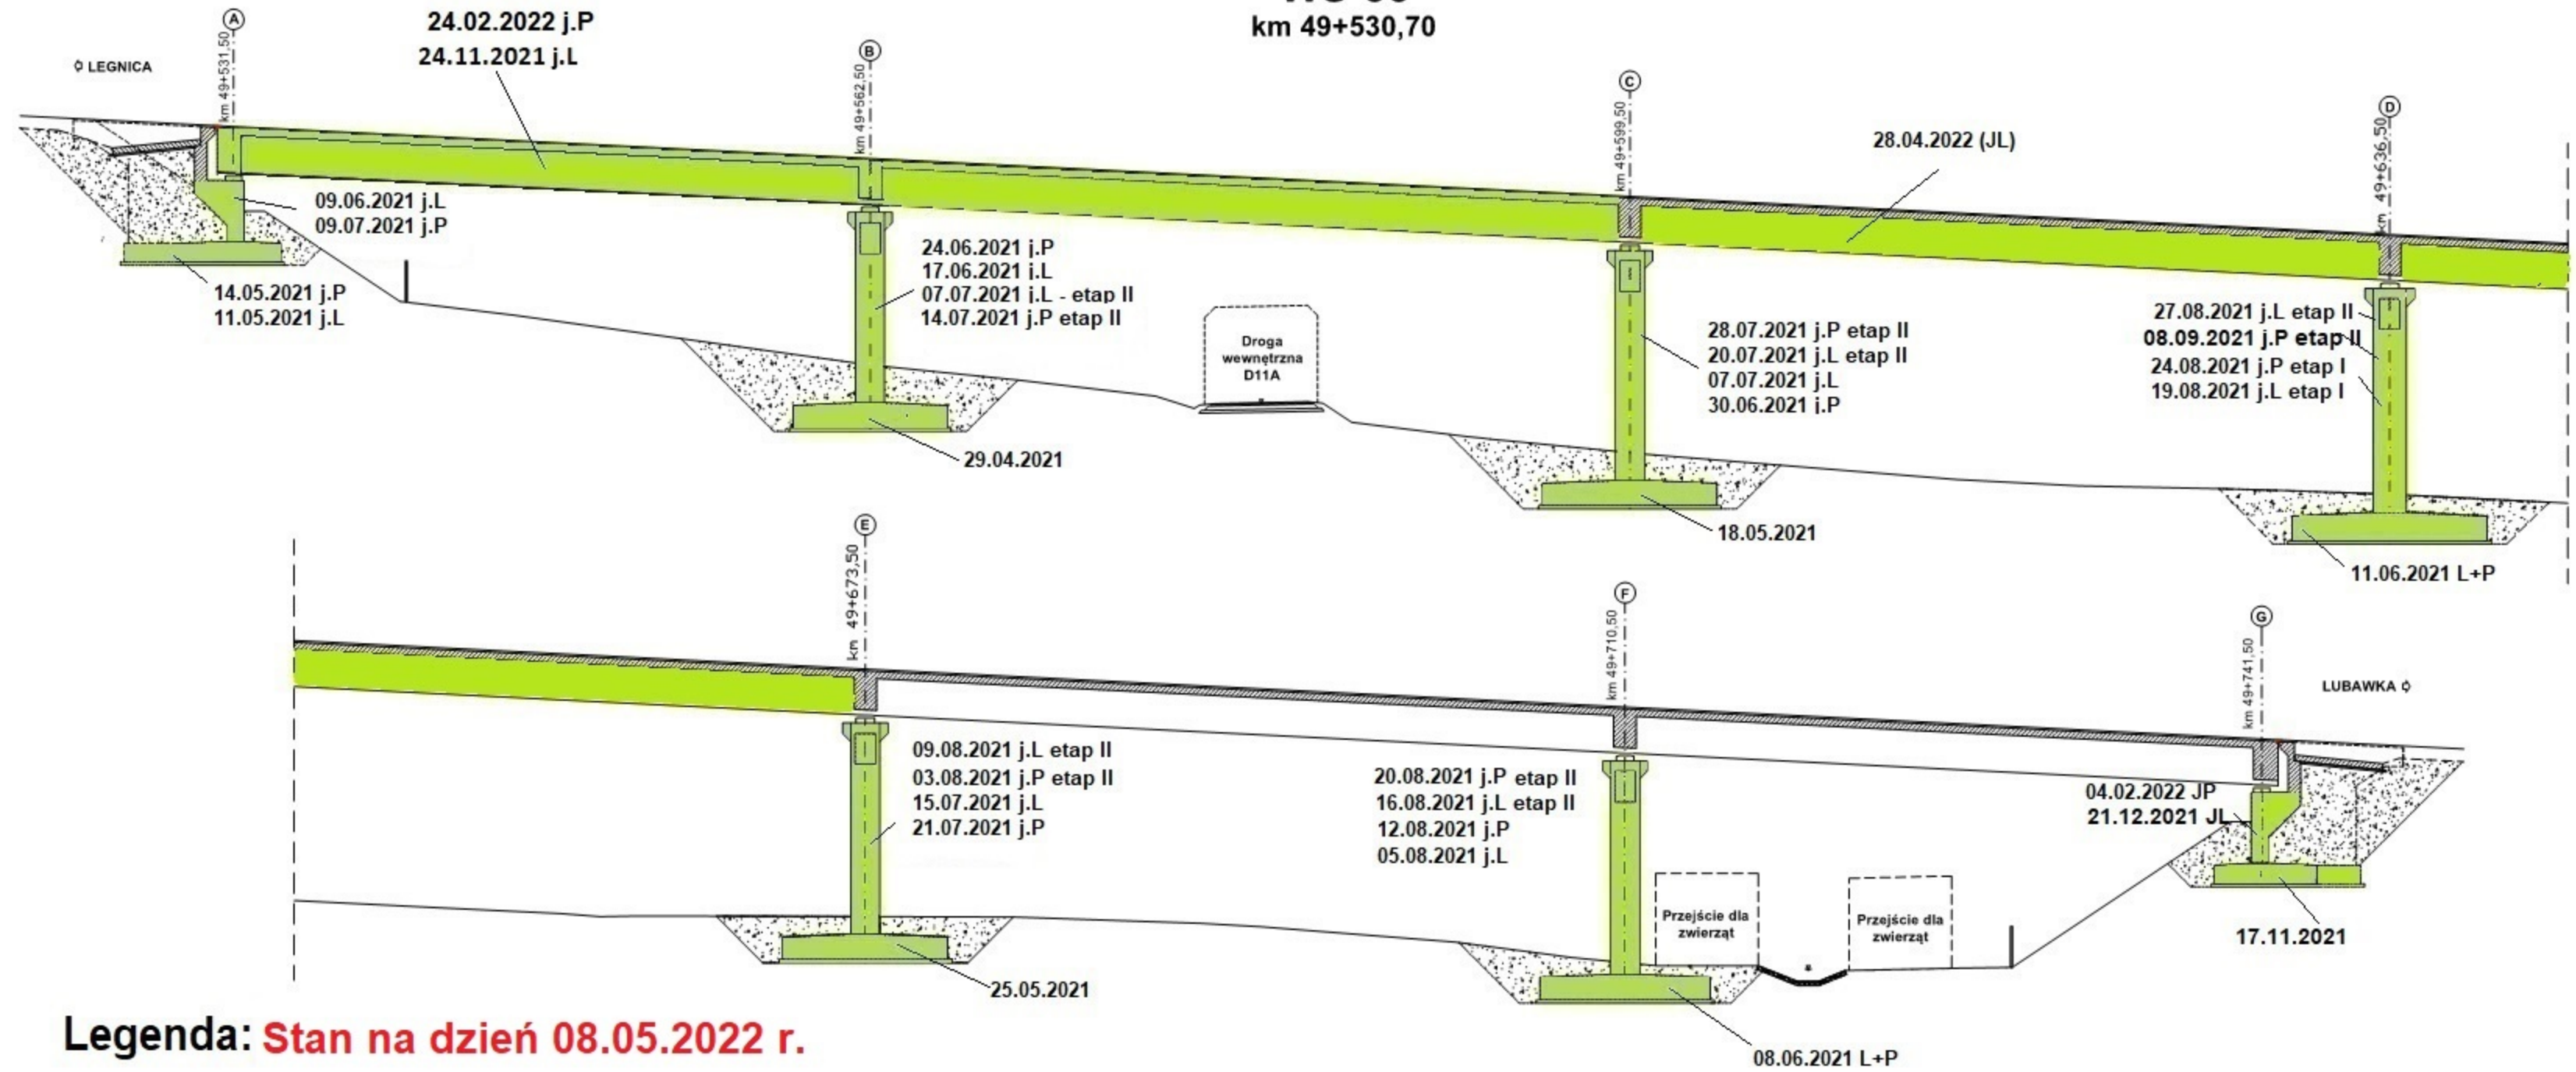 km 49+530,70
A
B
C
D
km 49+531,50
km 49+562,50
km 49+599,50
km 49+636,50
LEGNICA
24.02.2022 j.P
24.11.2021 j.L
28.04.2022 (JL)
09.06.2021 j.L
09.07.2021 j.P
14.05.2021 j.P
11.05.2021 j.L
24.06.2021 j.P
17.06.2021 j.L
07.07.2021 j.L - etap II
14.07.2021 j.P etap II
29.04.2021
Droga
wewnętrzna
D11A
28.07.2021 j.P etap II
20.07.2021 j.L etap II
07.07.2021 j.L
30.06.2021 j.P
18.05.2021
27.08.2021 j.L etap II
08.09.2021 j.P etap II
24.08.2021 j.P etap I
19.08.2021 j.L etap I
11.06.2021 L+P
E
F
G
km 49+673,50
km 49+710,50
km 49+741,50
LUBAWKA
09.08.2021 j.L etap II
03.08.2021 j.P etap II
15.07.2021 j.L
21.07.2021 j.P
25.05.2021
20.08.2021 j.P etap II
16.08.2021 j.L etap II
12.08.2021 j.P
05.08.2021 j.L
08.06.2021 L+P
Przejście dla
zwierząt
Przejście dla
zwierząt
04.02.2022 JP
21.12.2021 JL
17.11.2021
Legenda: Stan na dzień 08.05.2022 r.